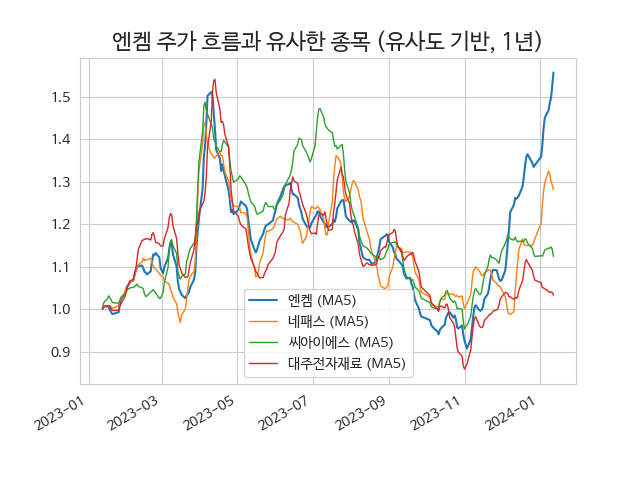 엔켐 주가 흐름과 유사한 종목 (유사도 기반, 1년)
1.5
1.4
1.3
1.2
1.1
1.0
0.9
엔켐 (MA5)
네패스 (MA5)
씨아이에스 (MA5)
대주전자재료 (MA5)
2023-01
2023-03
2023-05
2023-07
2023-09
2023-11
2024-01